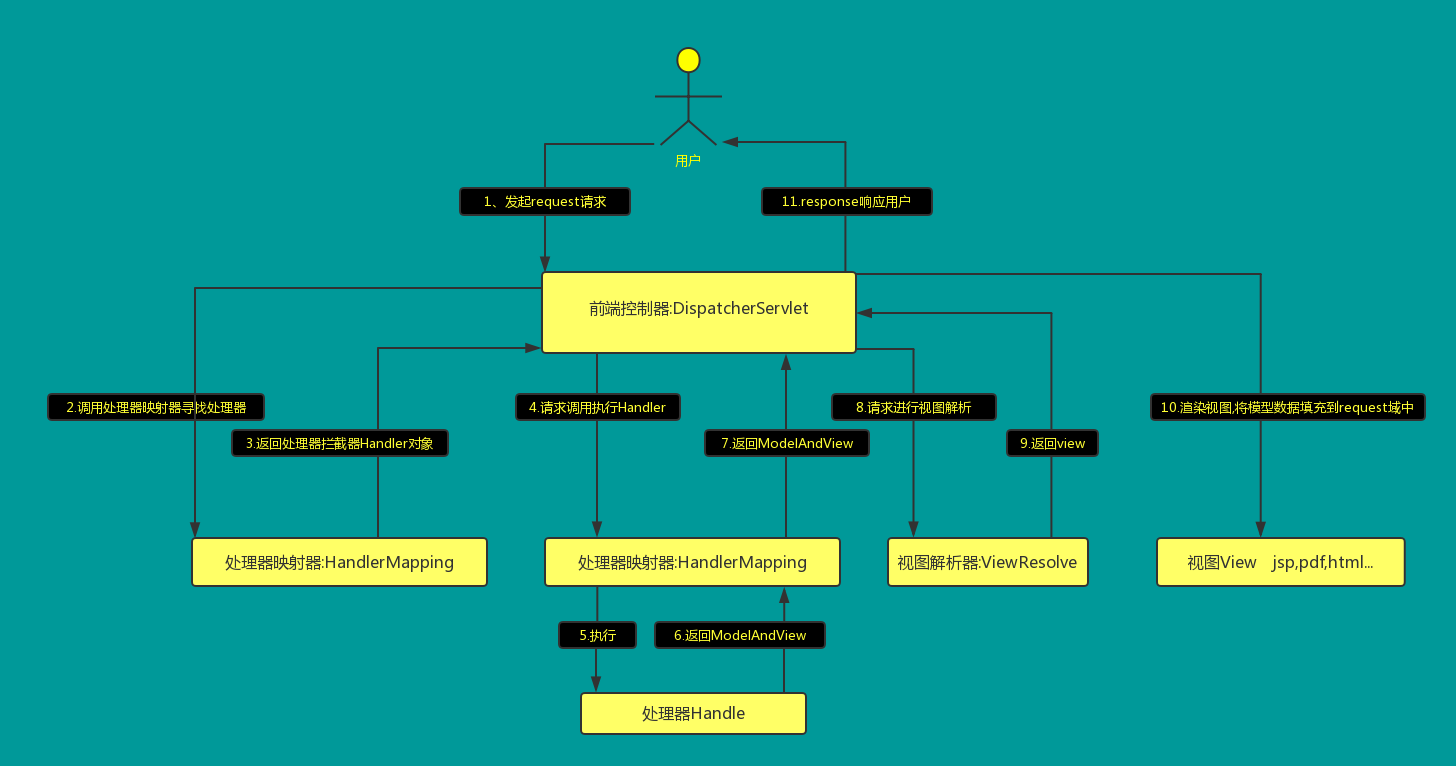 用户
1、发起request请求
11.response响应用户
前端控制器:DispatcherServlet
2.调用处理器映射器寻找处理器
4.请求调用执行Handler
8.请求进行视图解析
10.渲染视图,将模型数据填充到request域中
3.返回处理器拦截器Handler对象
7.返回ModelAndView
9.返回view
处理器映射器:HandlerMapping
处理器映射器:HandlerMapping
视图解析器:ViewResolve
视图View jsp,pdf,html...
5.执行
6.返回ModelAndView
处理器Handle